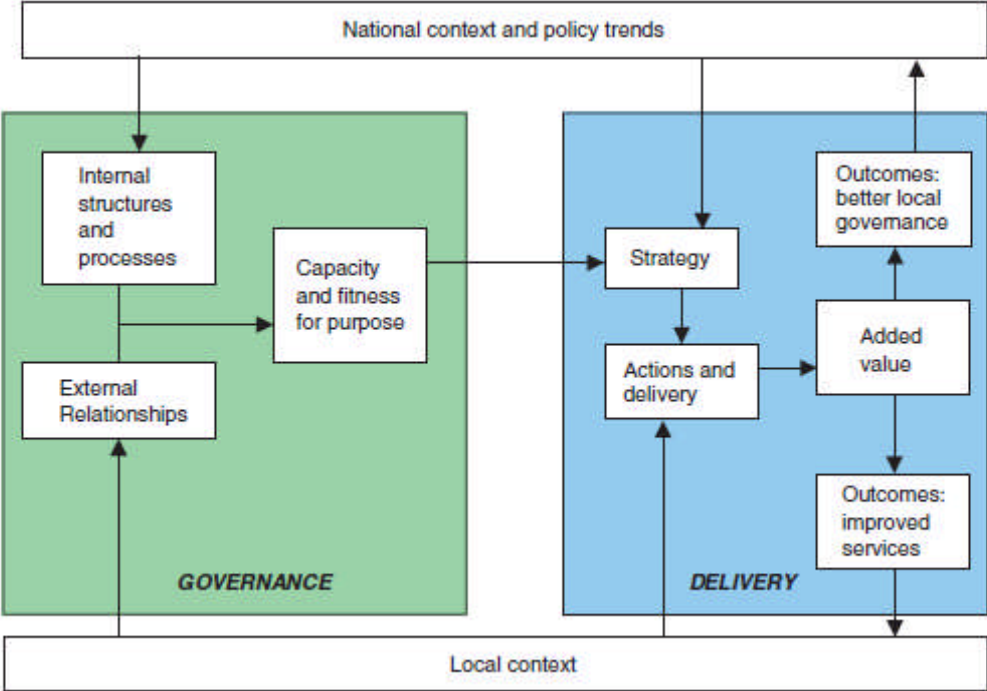 National context and policy trends
Internal
structures
and
processes
Capacity
and fitness
for purpose
External
Relationships
GOVERNANCE
Strategy
Actions and
delivery
Outcomes:
better local
governance
Added
value
Outcomes:
improved
services
DELIVERY
Local context